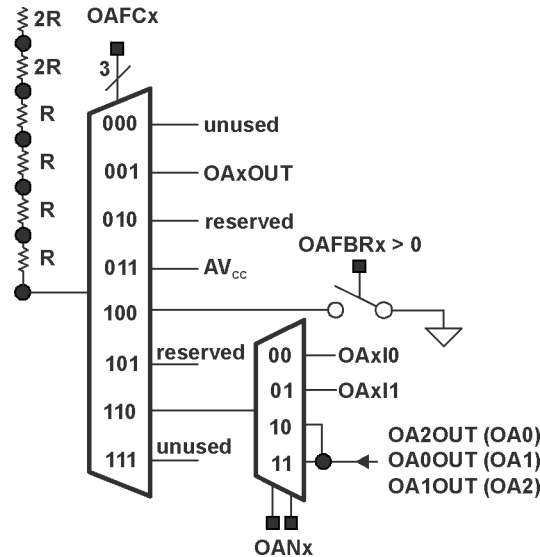 2R
OAFCx
2R
3
R
000
unused
R
001
OAxOUT
R
010
reserved
OAFBRx > 0
R
011
AVcc
100
101
reserved
00
OAxI0
01
OAxI1
110
10
11
OA2OUT (OA0)
OA0OUT (OA1)
OA1OUT (OA2)
111
unused
OANx